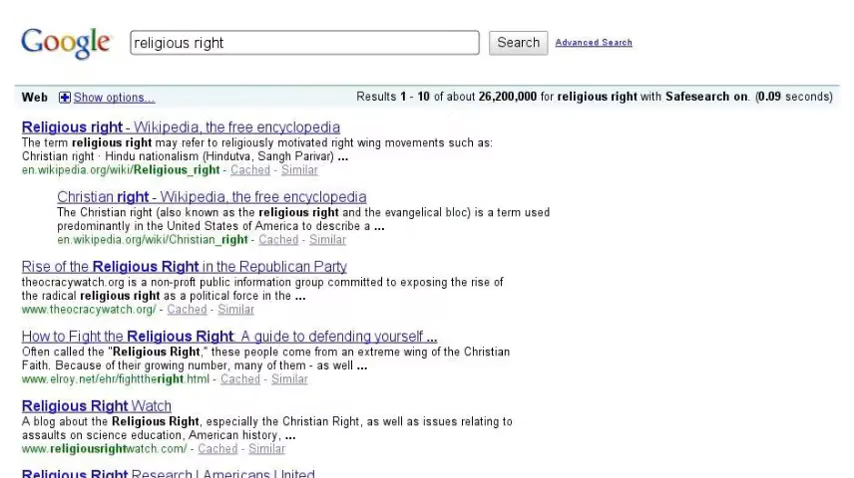 Google religious right Search Advanced Search
Web Show options... Results 1 - 10 of about 26,200,000 for religious right with Safesearch on. (0.09 seconds)
Religious right - Wikipedia, the free encyclopedia
The term religious right may refer to religiously motivated right wing movements such as:
Christian right · Hindu nationalism (Hindutva, Sangh Parivar) ...
en.wikipedia.org/wiki/Religious_right - Cached - Similar
Christian right - Wikipedia, the free encyclopedia
The Christian right (also known as the religious right and the evangelical bloc) is a term used
predominantly in the United States of America to describe a ...
en.wikipedia.org/wiki/Christian_right - Cached - Similar
Rise of the Religious Right in the Republican Party
theocracywatch.org is a non-proft public information group committed to exposing the rise of
the radical religious right as a political force in the ...
www.theocracywatch.org/ - Cached - Similar
How to Fight the Religious Right: A guide to defending yourself ...
Often called the "Religious Right," these people come from an extreme wing of the Christian
Faith. Because of their growing number, many of them - as well ...
www.elroy.net/ehr/fighttheright.html - Cached - Similar
Religious Right Watch
A blog about the Religious Right, especially the Christian Right, as well as issues relating to
assaults on science education, American history, ...
www.religiousrightwatch.com/ - Cached - Similar
Religious Right Research | Americans United